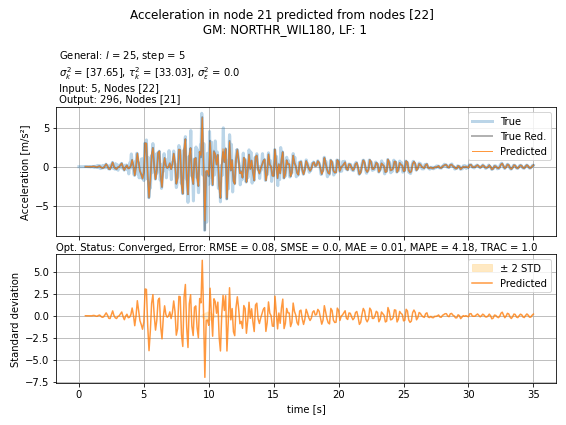 Acceleration in node 21 predicted from nodes [22]
GM: NORTHR_WIL180, LF: 1
General: l = 25, step = 5
σ²ₖ = [37.65], τ²ₖ = [33.03], σ²ε = 0.0
Input: 5, Nodes [22]
Output: 296, Nodes [21]
Acceleration [m/s²]
5
0
−5
True
True Red.
Predicted
Opt. Status: Converged, Error: RMSE = 0.08, SMSE = 0.0, MAE = 0.01, MAPE = 4.18, TRAC = 1.0
Standard deviation
5.0
2.5
0.0
−2.5
−5.0
−7.5
± 2 STD
Predicted
0 5 10 15 20 25 30 35
time [s]